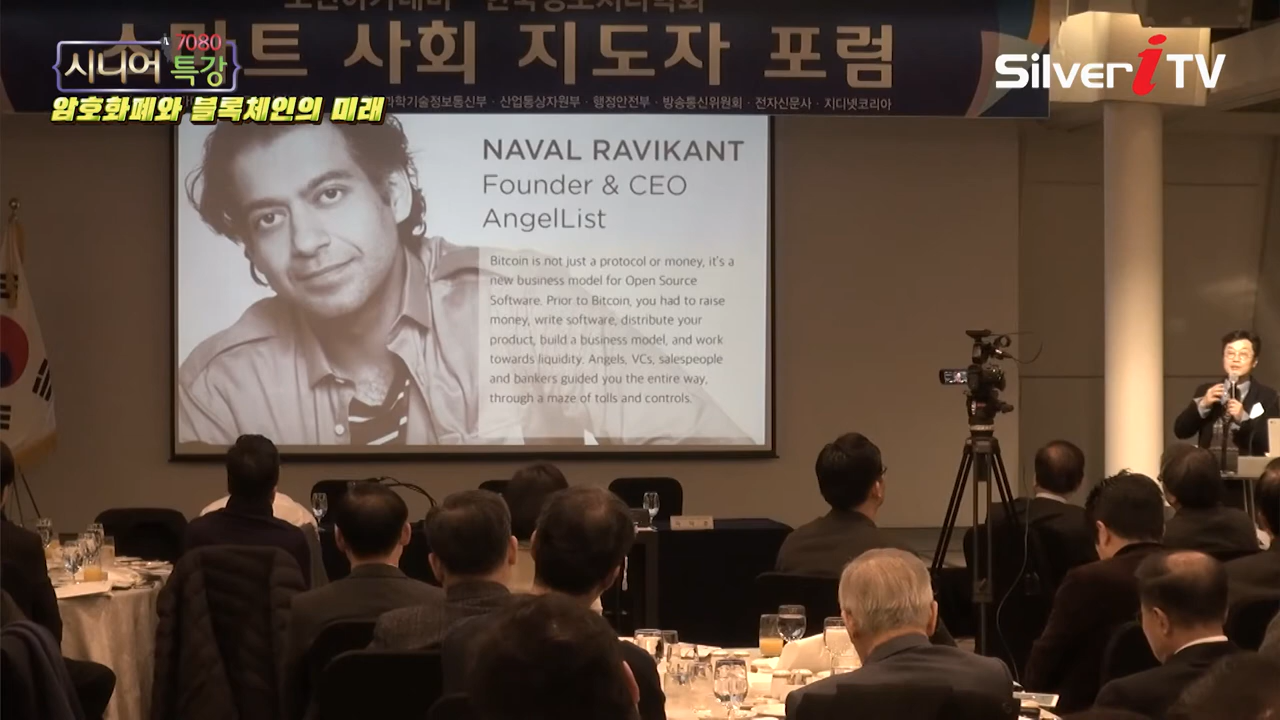 스마트 사회 지도자 포럼
시니어 7080 특강
암호화폐와 블록체인의 미래
Silver i TV
과학기술정보통신부 · 산업통상자원부 · 행정안전부 · 방송통신위원회 · 전자신문사 · 지디넷코리아
NAVAL RAVIKANT
Founder & CEO
AngelList
Bitcoin is not just a protocol or money, it's a
new business model for Open Source
Software. Prior to Bitcoin, you had to raise
money, write software, distribute your
product, build a business model, and work
towards liquidity. Angels, VCs, salespeople
and bankers guided you the entire way,
through a maze of tolls and controls.